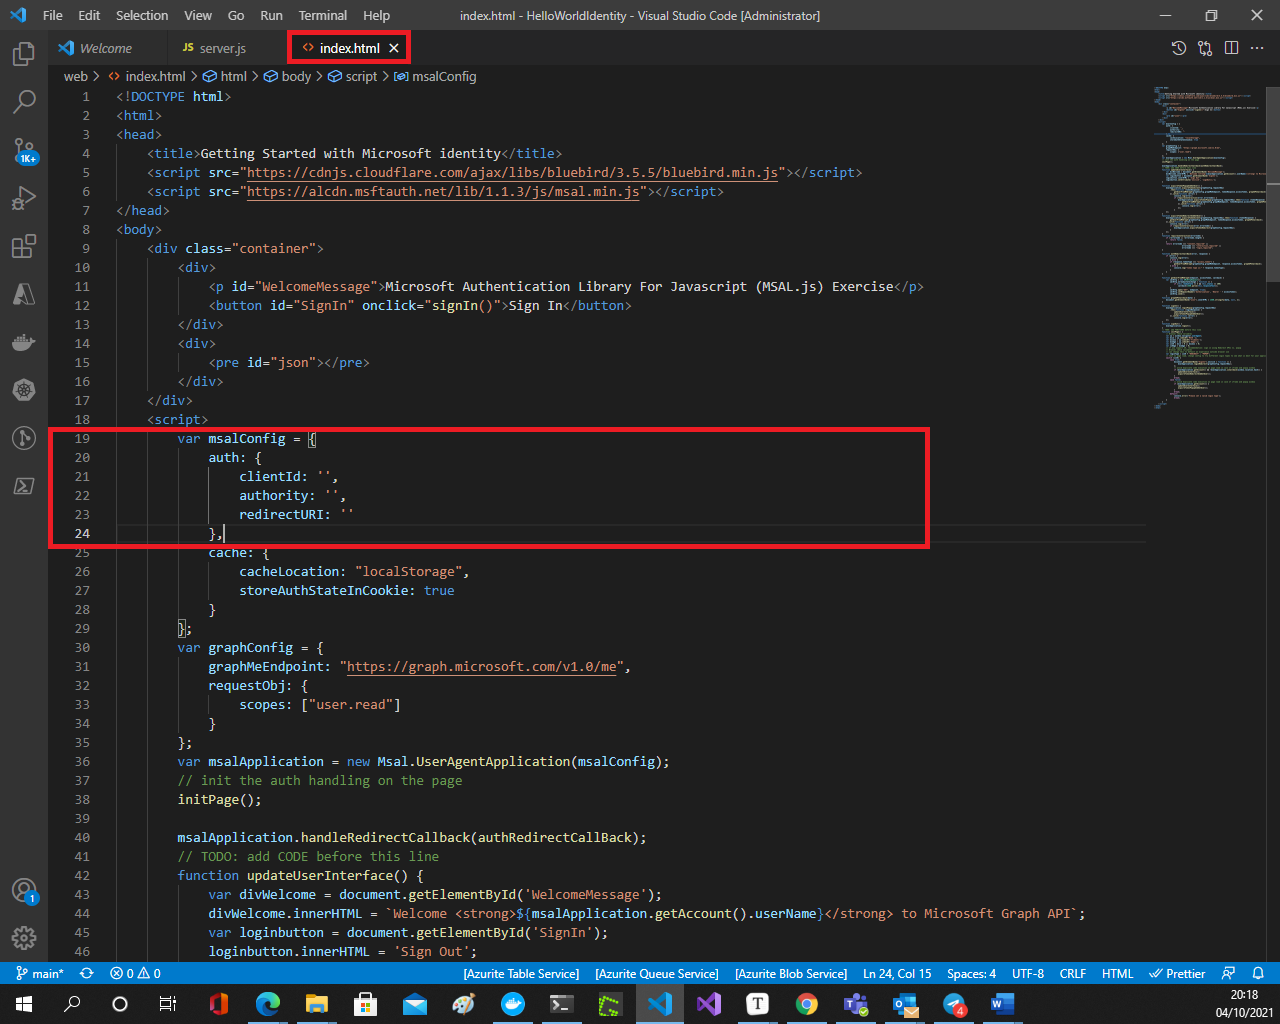 File Edit Selection View Go Run Terminal Help index.html - HelloWorldIdentity - Visual Studio Code [Administrator]
Welcome JS server.js <> index.html
web > <> index.html > html > body > script > msalConfig
1 <!DOCTYPE html>
2 <html>
3 <head>
4 <title>Getting Started with Microsoft identity</title>
5 <script src="https://cdnjs.cloudflare.com/ajax/libs/bluebird/3.5.5/bluebird.min.js"></script>
6 <script src="https://alcdn.msftauth.net/lib/1.1.3/js/msal.min.js"></script>
7 </head>
8 <body>
9 <div class="container">
10 <div>
11 <p id="WelcomeMessage">Microsoft Authentication Library For Javascript (MSAL.js) Exercise</p>
12 <button id="SignIn" onclick="signIn()">Sign In</button>
13 </div>
14 <div>
15 <pre id="json"></pre>
16 </div>
17 </div>
18 <script>
19 var msalConfig = {
20 auth: {
21 clientId: '',
22 authority: '',
23 redirectURI: ''
24 },
25 cache: {
26 cacheLocation: "localStorage",
27 storeAuthStateInCookie: true
28 }
29 };
30 var graphConfig = {
31 graphMeEndpoint: "https://graph.microsoft.com/v1.0/me",
32 requestObj: {
33 scopes: ["user.read"]
34 }
35 };
36 var msalApplication = new Msal.UserAgentApplication(msalConfig);
37 // init the auth handling on the page
38 initPage();
39
40 msalApplication.handleRedirectCallback(authRedirectCallBack);
41 // TODO: add CODE before this line
42 function updateUserInterface() {
43 var divWelcome = document.getElementById('WelcomeMessage');
44 divWelcome.innerHTML = `Welcome <strong>${msalApplication.getAccount().userName}</strong> to Microsoft Graph API`;
45 var loginbutton = document.getElementById('SignIn');
46 loginbutton.innerHTML = 'Sign Out';
1K+
1
main* 0 0 [Azurite Table Service] [Azurite Queue Service] [Azurite Blob Service] Ln 24, Col 15 Spaces: 4 UTF-8 CRLF HTML Prettier
T 4 W
20:18
04/10/2021